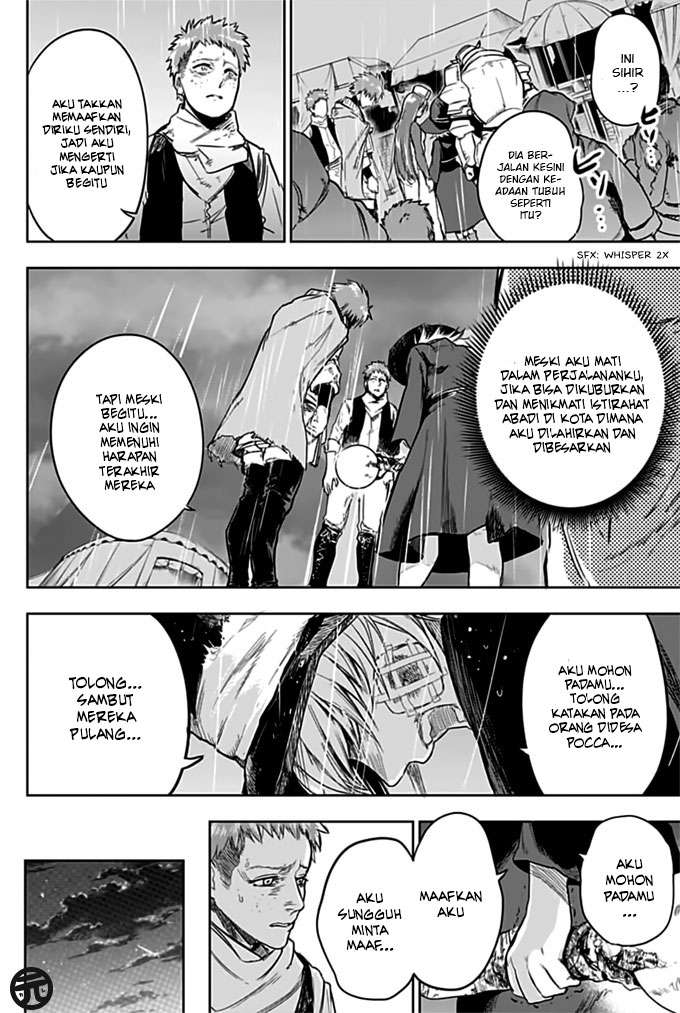 INI
SIHIR
...?
DIA BER-
JALAN KESINI
DENGAN KE-
ADAAN TUBUH
SEPERTI
ITU?
SFX: WHISPER 2X
AKU TAKKAN
MEMAAFKAN
DIRIKU SENDIRI,
JADI AKU
MENGERTI
JIKA KAUPUN
BEGITU
MESKI AKU MATI
DALAM PERJALANANKU,
JIKA BISA DIKUBURKAN
DAN MENIKMATI ISTIRAHAT
ABADI DI KOTA DIMANA
AKU DILAHIRKAN DAN
DIBESARKAN
TAPI MESKI
BEGITU...
AKU INGIN
MEMENUHI
HARAPAN
TERAKHIR
MEREKA
AKU MOHON
PADAMU...
TOLONG
KATAKAN PADA
ORANG DIDESA
POCCA...
TOLONG...
SAMBUT
MEREKA
PULANG...
AKU
MOHON
PADAMU
...
MAAFKAN
AKU
AKU
SUNGGUH
MINTA
MAAF...